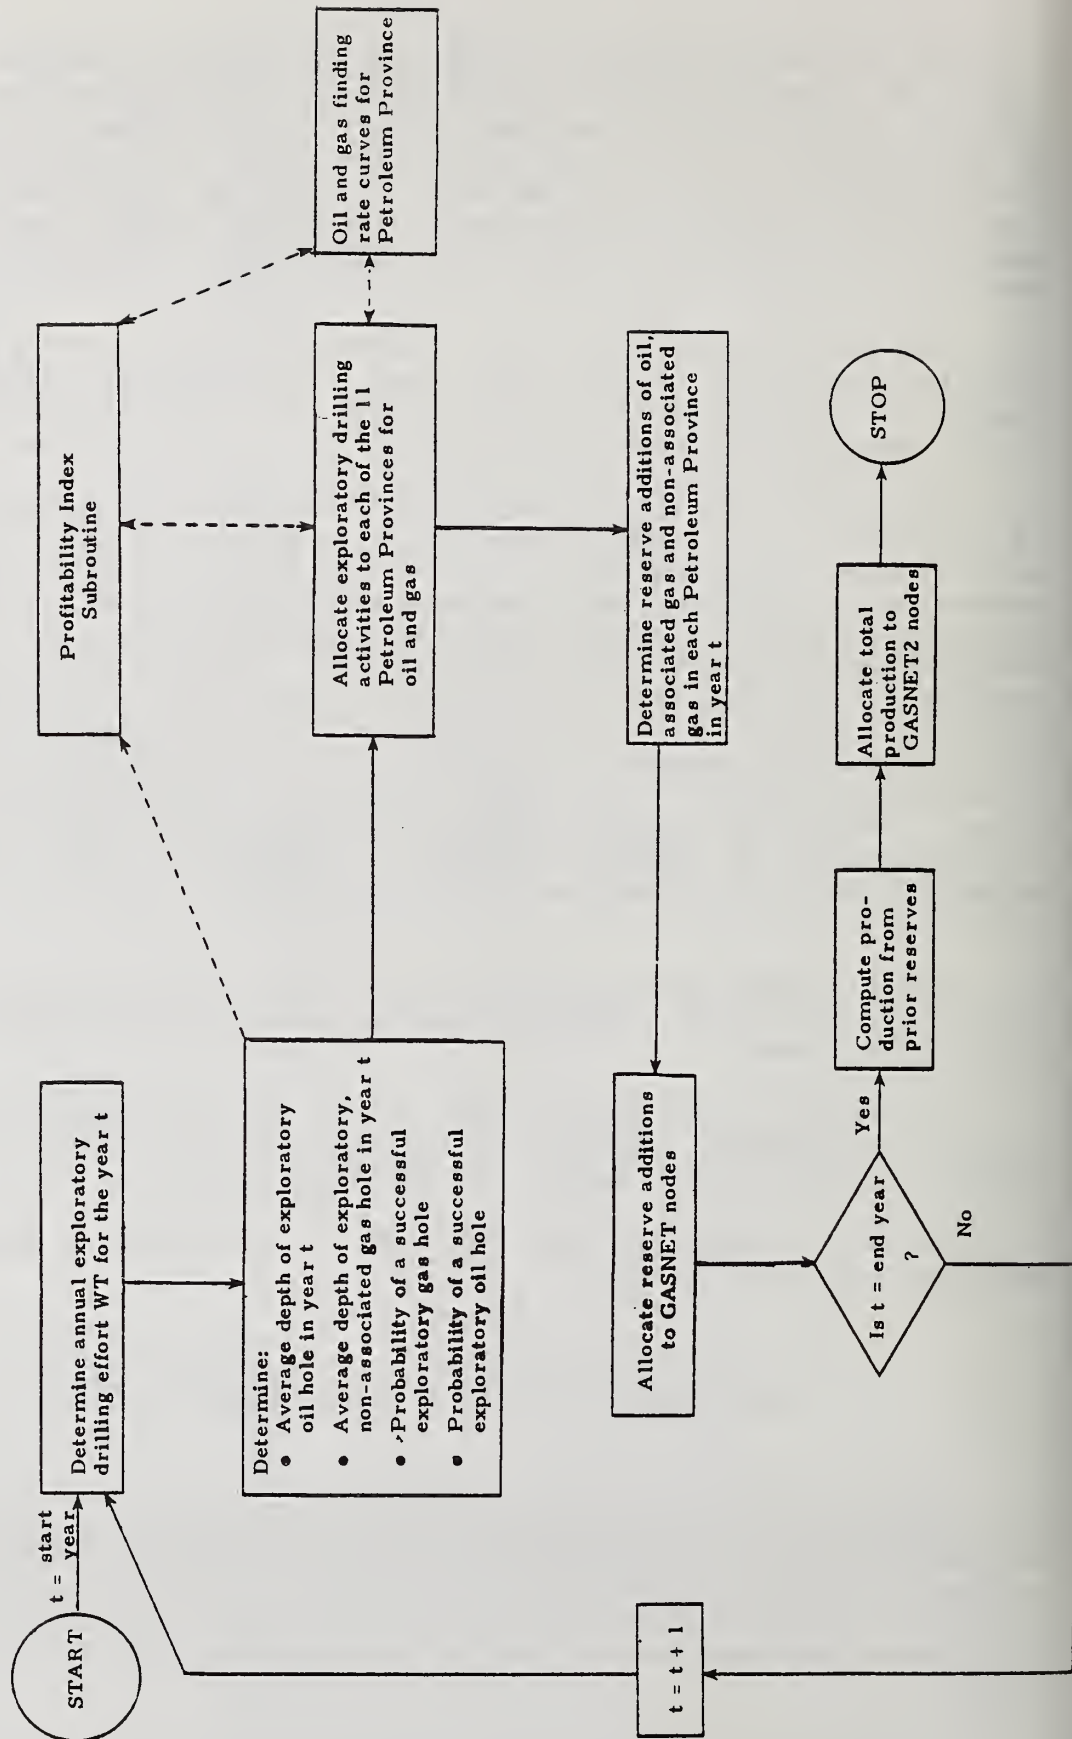 START
t = start
year
Determine annual exploratory
drilling effort WT for the year t
Determine:
• Average depth of exploratory
oil hole in year t
• Average depth of exploratory,
non-associated gas hole in year t
• Probability of a successful
exploratory gas hole
• Probability of a successful
exploratory oil hole
Profitability Index
Subroutine
Allocate exploratory drilling
activities to each of the 11
Petroleum Provinces for
oil and gas
Oil and gas finding
rate curves for
Petroleum Province
Determine reserve additions of oil,
associated gas and non-associated
gas in each Petroleum Province
in year t
Allocate reserve additions
to GASNET nodes
Is t = end year
?
Yes
No
Compute pro-
duction from
prior reserves
Allocate total
production to
GASNET2 nodes
STOP
t = t + 1